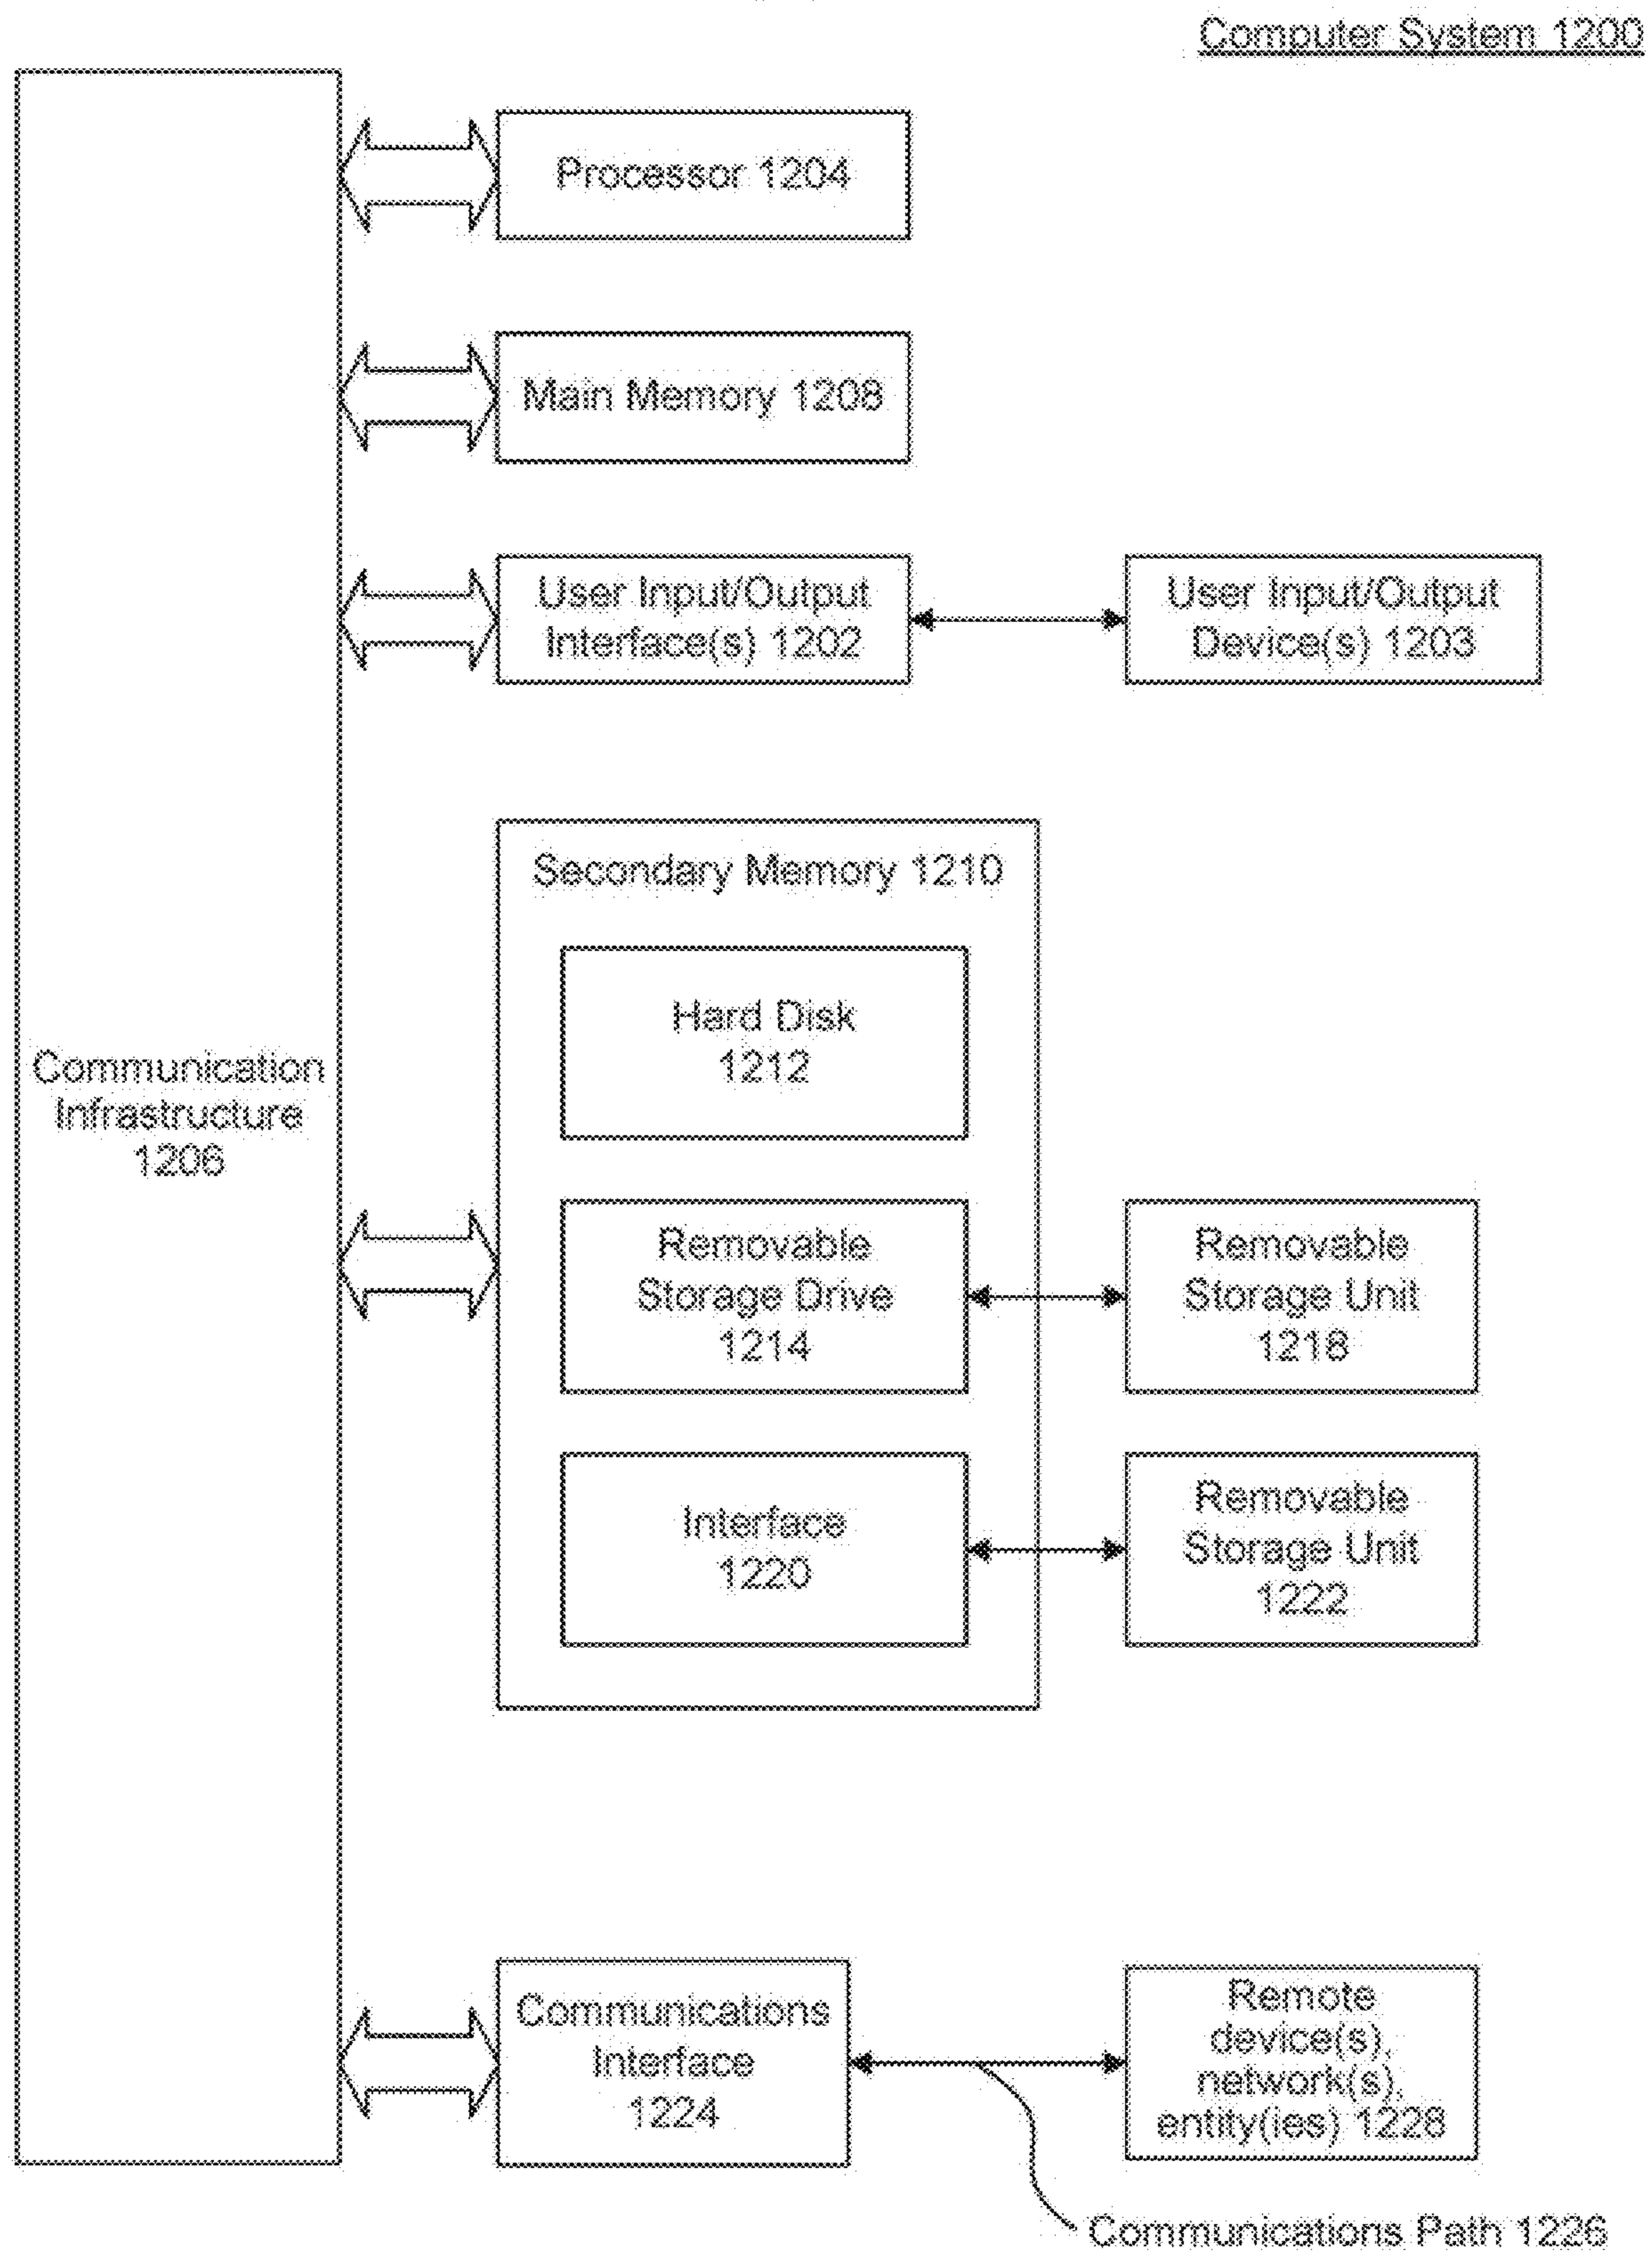 Computer System 1200
Processor 1204
Main Memory 1208
User Input/Output
Interface(s) 1202
User Input/Output
Device(s) 1203
Secondary Memory 1210
Hard Disk
1212
Communication
Infrastructure
1206
Removable
Storage Drive
1214
Removable
Storage Unit
1218
Interface
1220
Removable
Storage Unit
1222
Communications
Interface
1224
Remote
device(s),
network(s),
entity(ies) 1228
Communications Path 1226